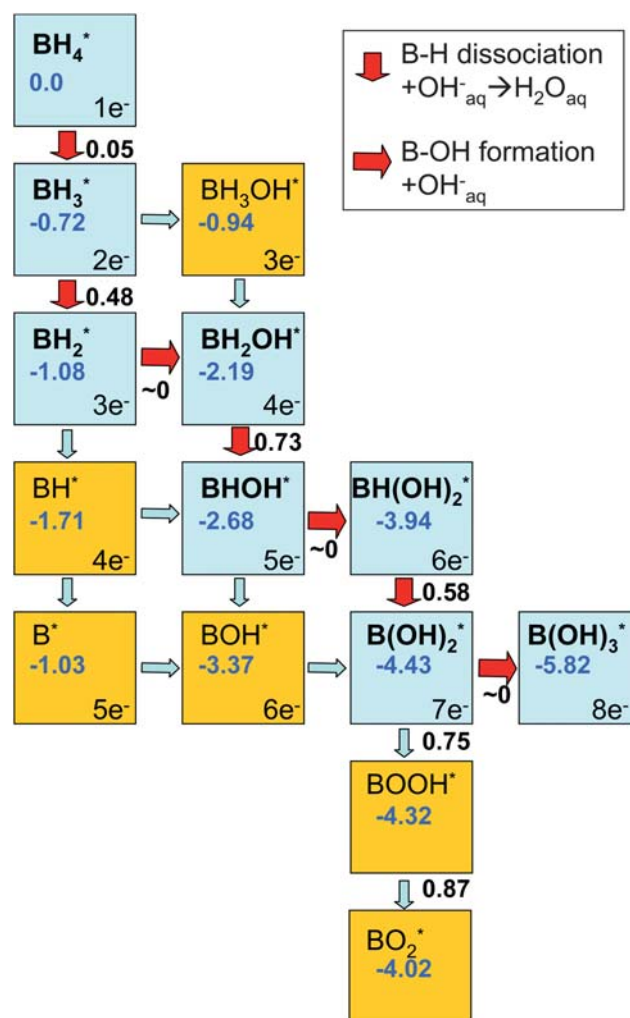 BH₄*
0.0
1e⁻
0.05
B-H dissociation
+OH⁻aq→H₂Oaq
B-OH formation
+OH⁻aq
BH₃*
-0.72
2e⁻
BH₃OH*
-0.94
3e⁻
0.48
BH₂*
-1.08
3e⁻
~0
BH₂OH*
-2.19
4e⁻
0.73
BH*
-1.71
4e⁻
BHOH*
-2.68
5e⁻
~0
BH(OH)₂*
-3.94
6e⁻
0.58
B*
-1.03
5e⁻
BOH*
-3.37
6e⁻
B(OH)₂*
-4.43
7e⁻
~0
B(OH)₃*
-5.82
8e⁻
0.75
BOOH*
-4.32
0.87
BO₂*
-4.02